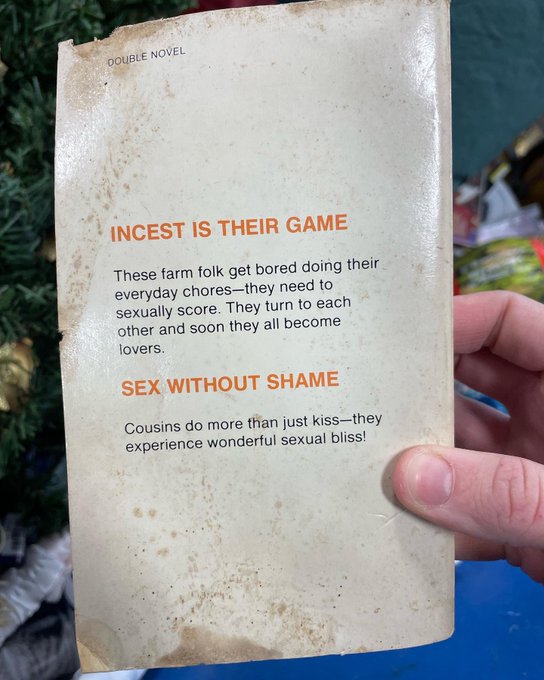 DOUBLE NOVEL
INCEST IS THEIR GAME
These farm folk get bored doing their
everyday chores—they need to
sexually score. They turn to each
other and soon they all become
lovers.
SEX WITHOUT SHAME
Cousins do more than just kiss—they
experience wonderful sexual bliss!